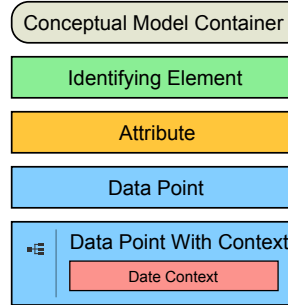 Conceptual Model Container
Identifying Element
Attribute
Data Point
Data Point With Context
Date Context